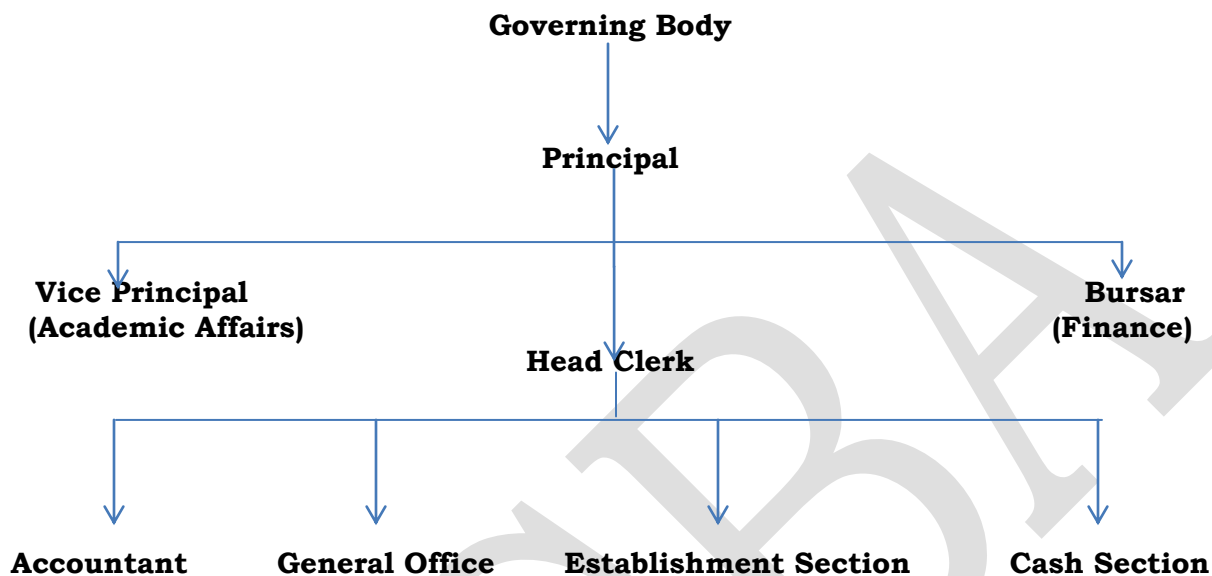 Governing Body
Principal
Vice Principal
(Academic Affairs)
Bursar
(Finance)
Head Clerk
Accountant
General Office
Establishment Section
Cash Section